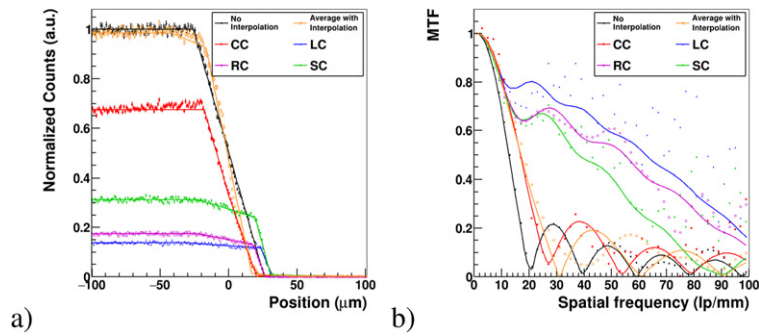 Normalized Counts (a.u.)
1
0.8
0.6
0.4
0.2
0
−100 −50 0 50 100
Position (μm)
No Interpolation
Average with Interpolation
CC
LC
RC
SC
a)
MTF
1
0.8
0.6
0.4
0.2
0
0 10 20 30 40 50 60 70 80 90 100
Spatial frequency (lp/mm)
No Interpolation
Average with Interpolation
CC
LC
RC
SC
b)